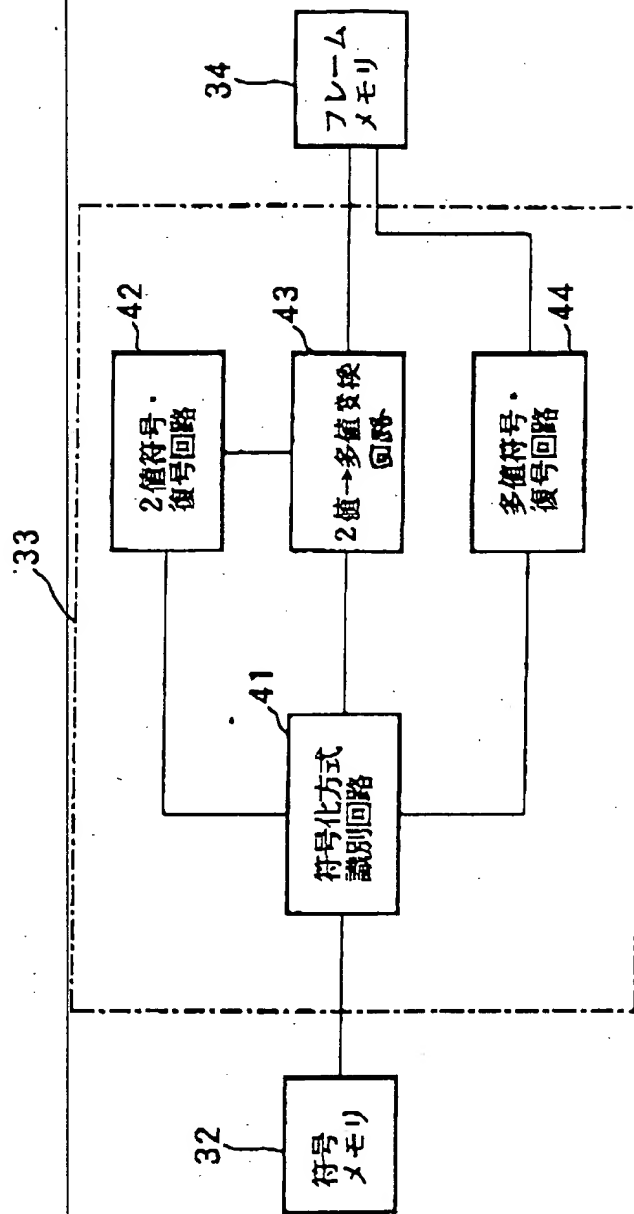 33
32
符号
メモリ
41
符号化方式
識別回路
42
2値符号・
復号回路
43
2値→多値変換
回路
44
多値符号・
復号回路
34
フレーム
メモリ